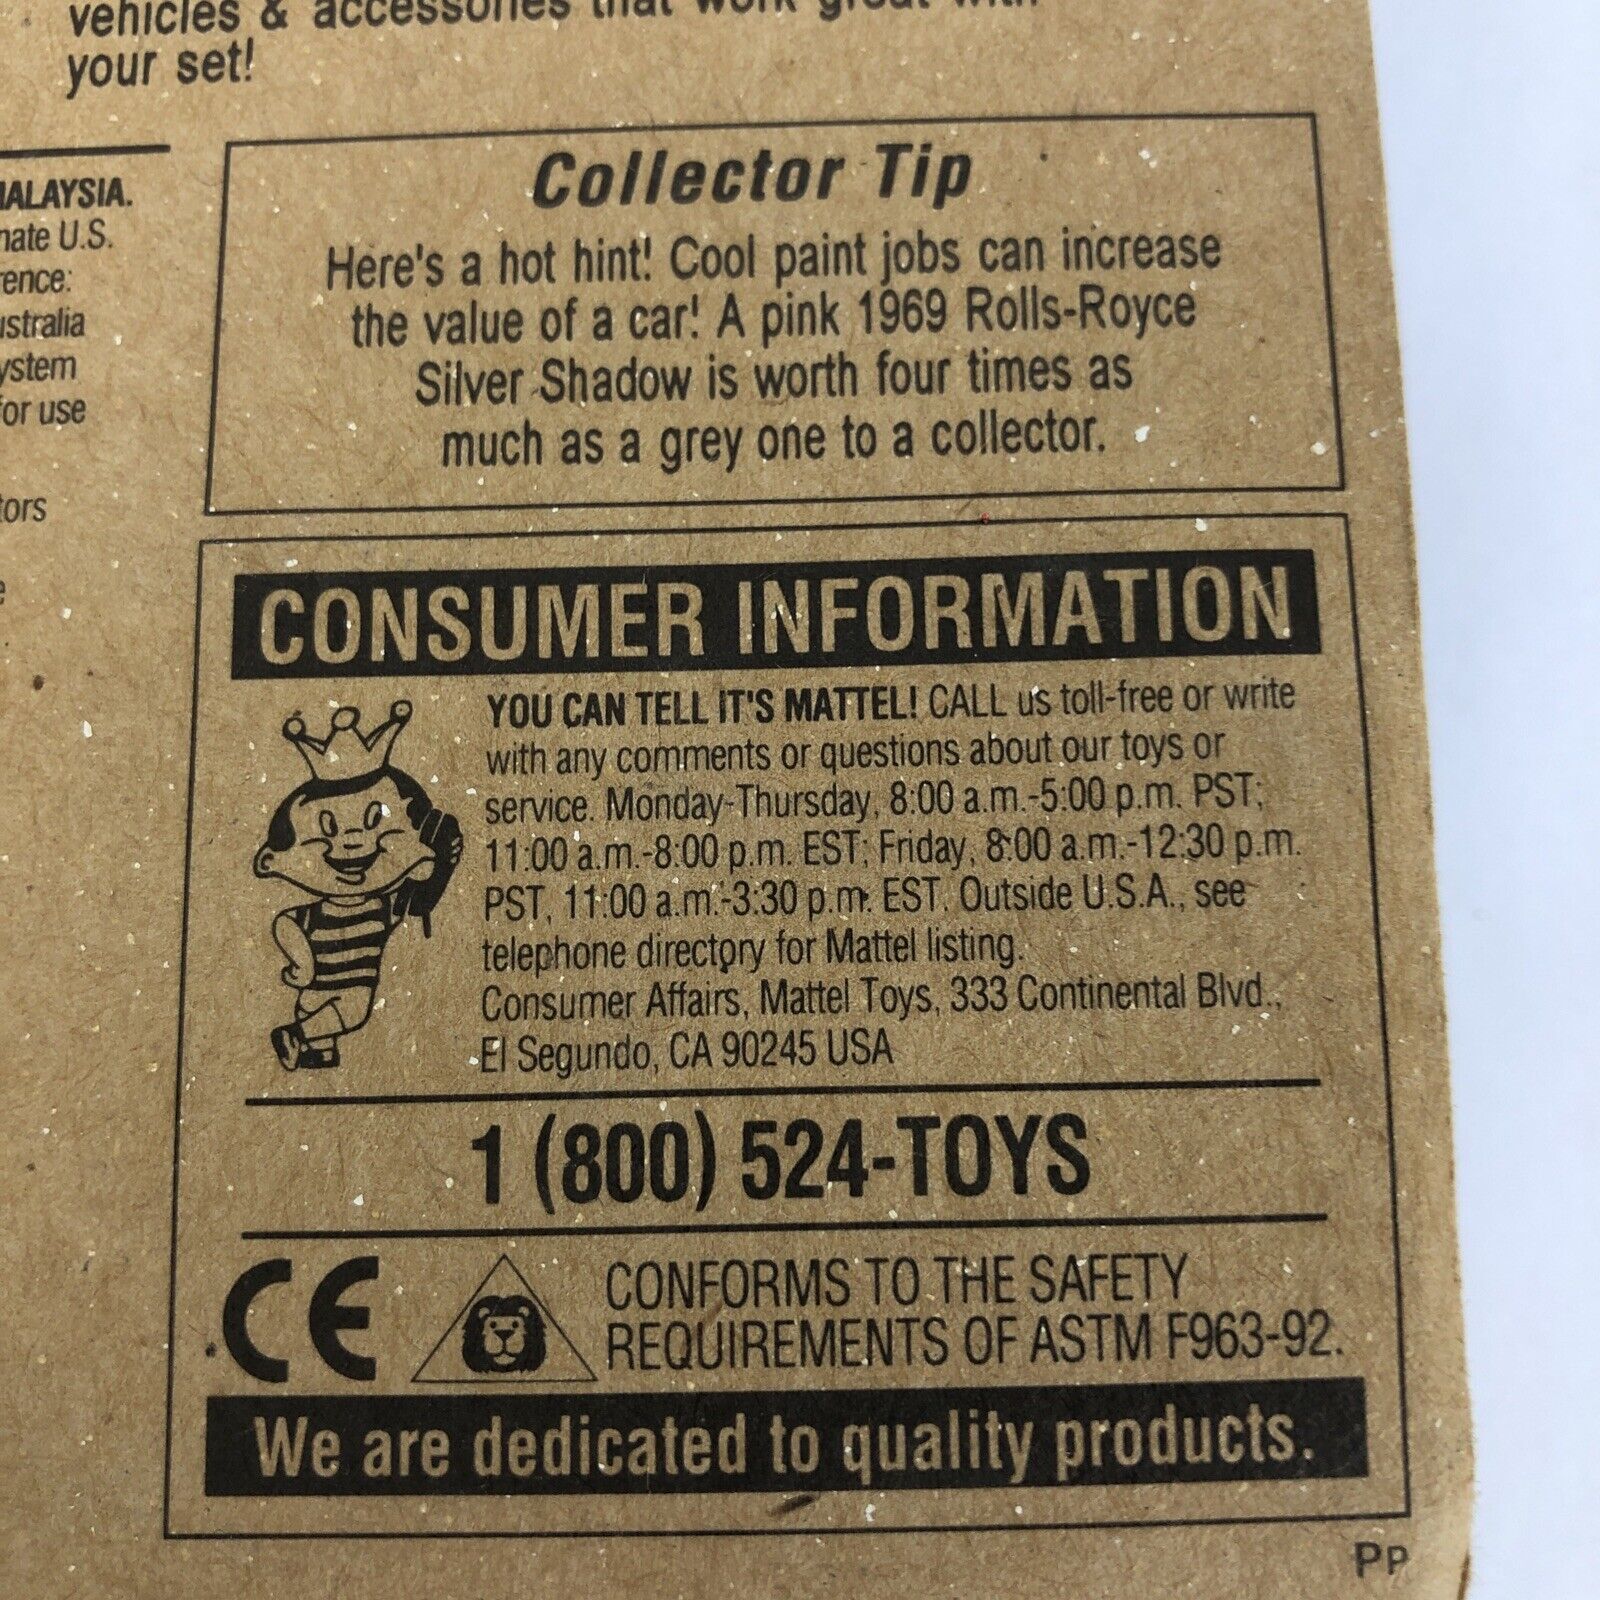 vehicles & accessories that work great with
your set!
MALAYSIA.
U.S.
for use
Collector Tip
Here's a hot hint! Cool paint jobs can increase
the value of a car! A pink 1969 Rolls-Royce
Silver Shadow is worth four times as
much as a grey one to a collector.
CONSUMER INFORMATION
YOU CAN TELL IT'S MATTEL! CALL us toll-free or write
with any comments or questions about our toys or
service. Monday-Thursday, 8:00 a.m.-5:00 p.m. PST;
11:00 a.m.-8:00 p.m. EST; Friday, 8:00 a.m.-12:30 p.m.
PST, 11:00 a.m.-3:30 p.m. EST. Outside U.S.A., see
telephone directory for Mattel listing.
Consumer Affairs, Mattel Toys, 333 Continental Blvd.,
El Segundo, CA 90245 USA
1 (800) 524-TOYS
CE
CONFORMS TO THE SAFETY
REQUIREMENTS OF ASTM F963-92.
We are dedicated to quality products.
PP